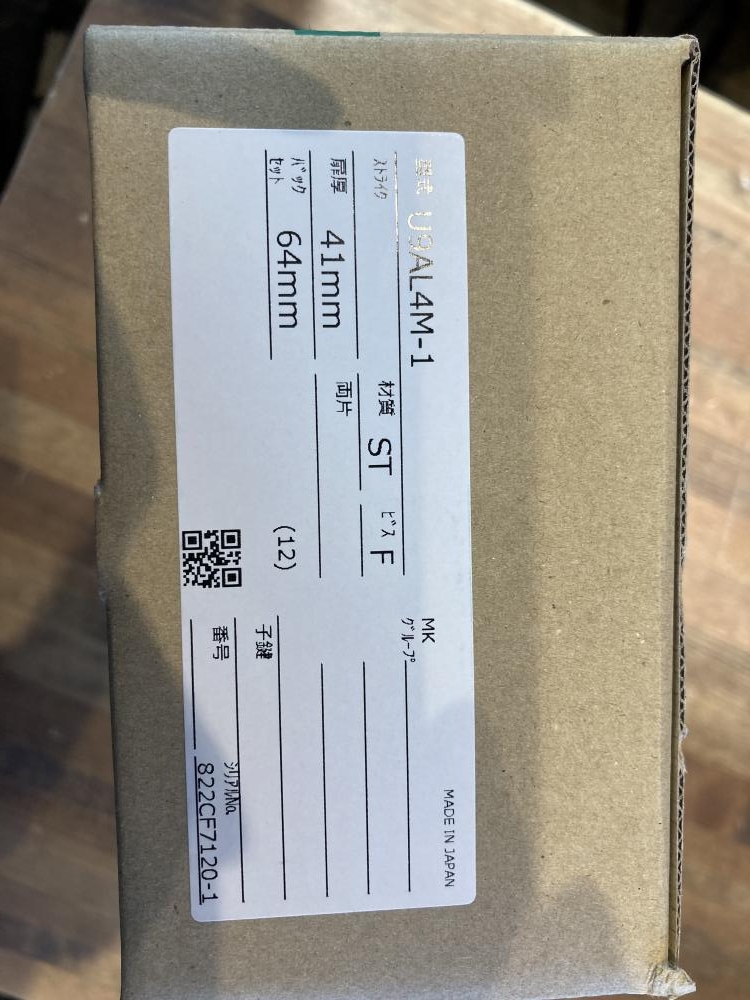 MADE IN JAPAN
型式 U9AL4M-1
MK
グループ
ストライク
材質 ST ビス F
扉厚 41mm
両片
バック
セット 64mm
(12)
子鍵
番号
シリアルNo.
822CF7120-1